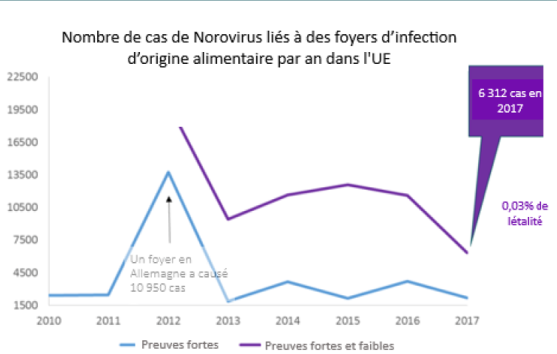 Nombre de cas de Norovirus liés à des foyers d’infection
d’origine alimentaire par an dans l'UE
22500
19500
16500
13500
10500
7500
4500
1500
6 312 cas en
2017
0,03% de
létalité
Un foyer en
Allemagne a causé
10 950 cas
2010 2011 2012 2013 2014 2015 2016 2017
Preuves fortes Preuves fortes et faibles